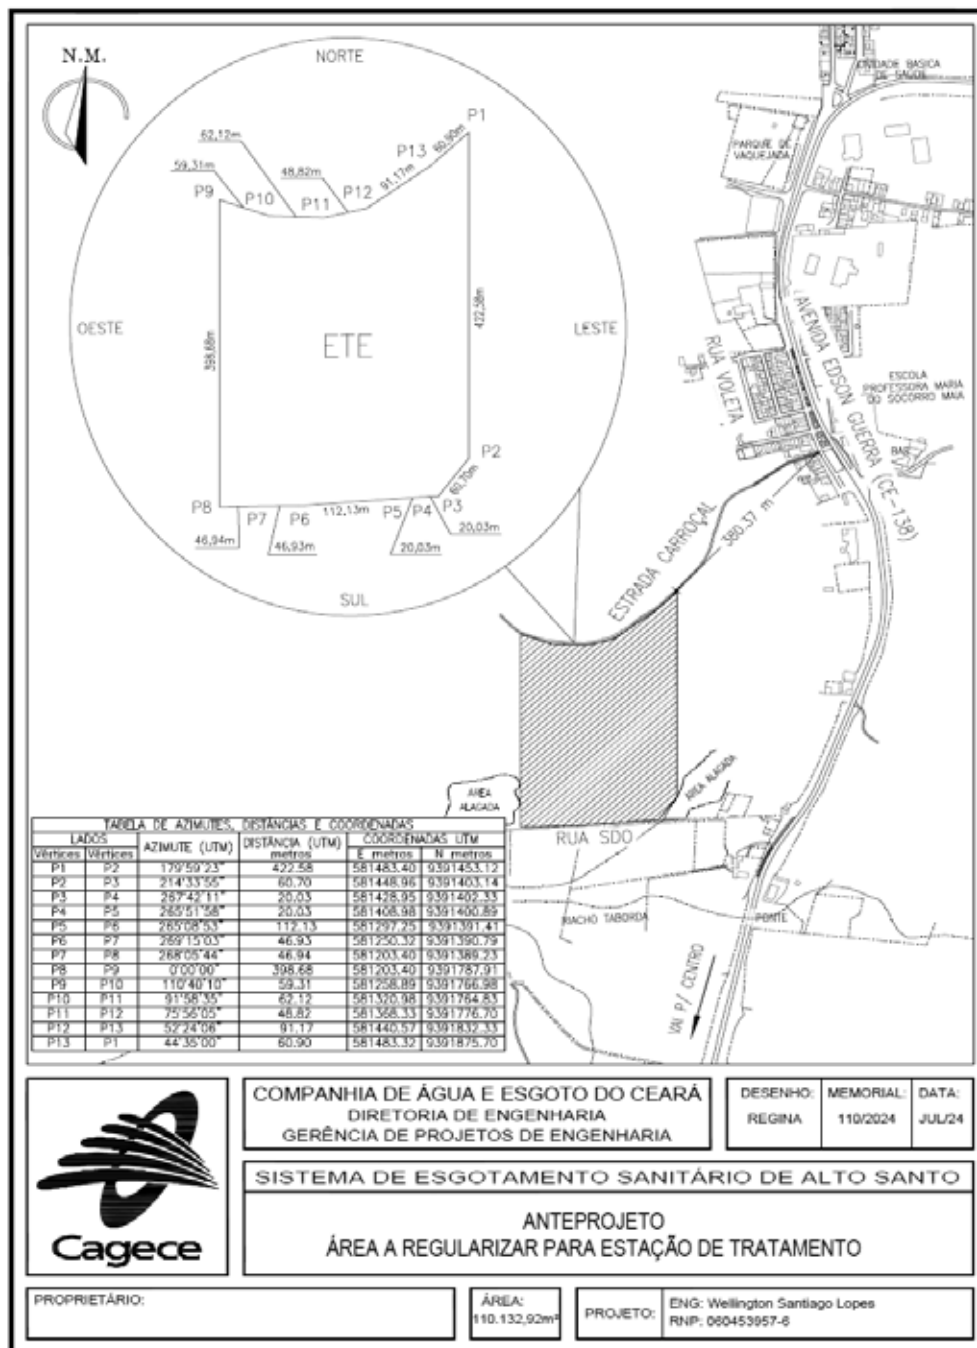 N.M.
NORTE
P1
60,90m
P13
91,17m
62,12m
59,31m
48,82m
P12
P9
P10
P11
422,58m
OESTE
LESTE
398,68m
ETE
P2
60,70m
P8
P7
P6
112,13m
P5
P4
P3
46,94m
46,93m
20,03m
20,03m
SUL
UNIDADE BASICA
DE SAÚDE
PARQUE DE
VAQUEJADA
AVENIDA EDSON GUERRA (CE-138)
RUA VOLETA
ESCOLA
PROFESSORA MARIA
DO SOCORRO MAIA
BAR
ESTRADA CARROÇAL
380.37 m
AREA
ALAGADA
AREA ALAGADA
RUA SDO
RIACHO TABORDA
PONTE
VAI P/ CENTRO
TABELA DE AZIMUTES, DISTÂNCIAS E COORDENADAS
LADOS AZIMUTE (UTM) DISTÂNCIA (UTM) metros COORDENADAS UTM
Vértices Vértices E metros N metros
P1 P2 179°59'23" 422.58 581483.40 9391453.12
P2 P3 214°33'55" 60.70 581448.96 9391403.14
P3 P4 267°42'11" 20.03 581428.95 9391402.33
P4 P5 265°51'58" 20.03 581408.98 9391400.89
P5 P6 265°08'53" 112.13 581297.25 9391391.41
P6 P7 269°15'03" 46.93 581250.32 9391390.79
P7 P8 268°05'44" 46.94 581203.40 9391389.23
P8 P9 0°00'00" 398.68 581203.40 9391787.91
P9 P10 110°40'10" 59.31 581258.89 9391766.98
P10 P11 91°58'35" 62.12 581320.98 9391764.83
P11 P12 75°56'05" 48.82 581368.33 9391776.70
P12 P13 52°24'06" 91.17 581440.57 9391832.33
P13 P1 44°35'00" 60.90 581483.32 9391875.70
Cagece
COMPANHIA DE ÁGUA E ESGOTO DO CEARÁ
DIRETORIA DE ENGENHARIA
GERÊNCIA DE PROJETOS DE ENGENHARIA
DESENHO: MEMORIAL: DATA:
REGINA 110/2024 JUL/24
SISTEMA DE ESGOTAMENTO SANITÁRIO DE ALTO SANTO
ANTEPROJETO
ÁREA A REGULARIZAR PARA ESTAÇÃO DE TRATAMENTO
PROPRIETÁRIO:
ÁREA:
110.132,92m²
PROJETO:
ENG: Wellington Santiago Lopes
RNP: 060453957-6